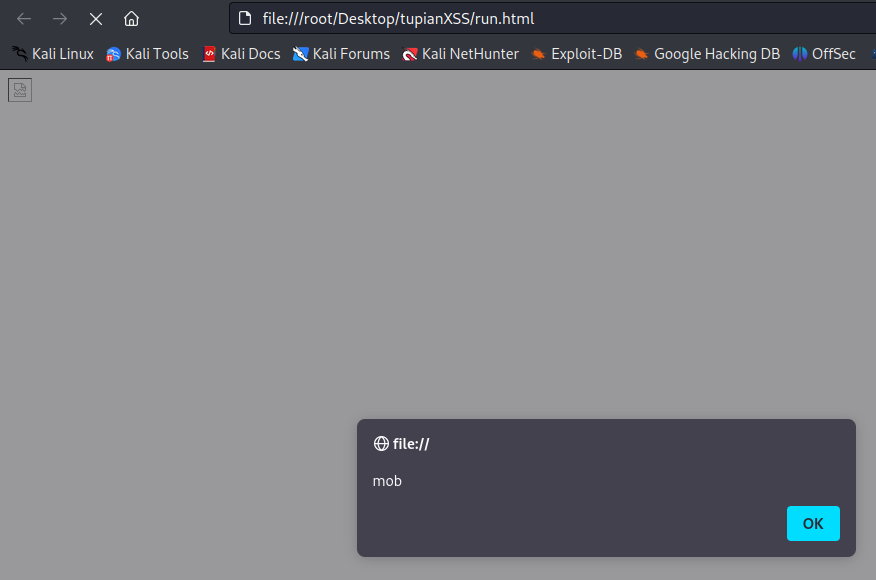 file:///root/Desktop/tupianXSS/run.html
Kali Linux Kali Tools Kali Docs Kali Forums Kali NetHunter Exploit-DB Google Hacking DB OffSec
file://
mob
OK